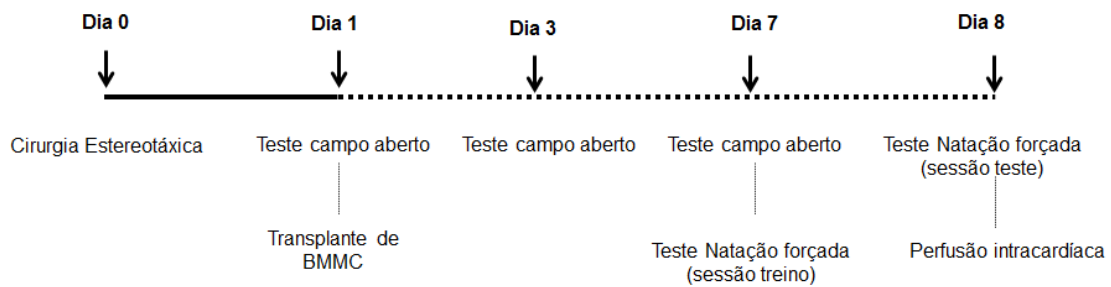 Dia 0
Dia 1
Dia 3
Dia 7
Dia 8
Cirurgia Estereotáxica
Teste campo aberto
Teste campo aberto
Teste campo aberto
Teste Natação forçada
(sessão teste)
Transplante de
BMMC
Teste Natação forçada
(sessão treino)
Perfusão intracardíaca